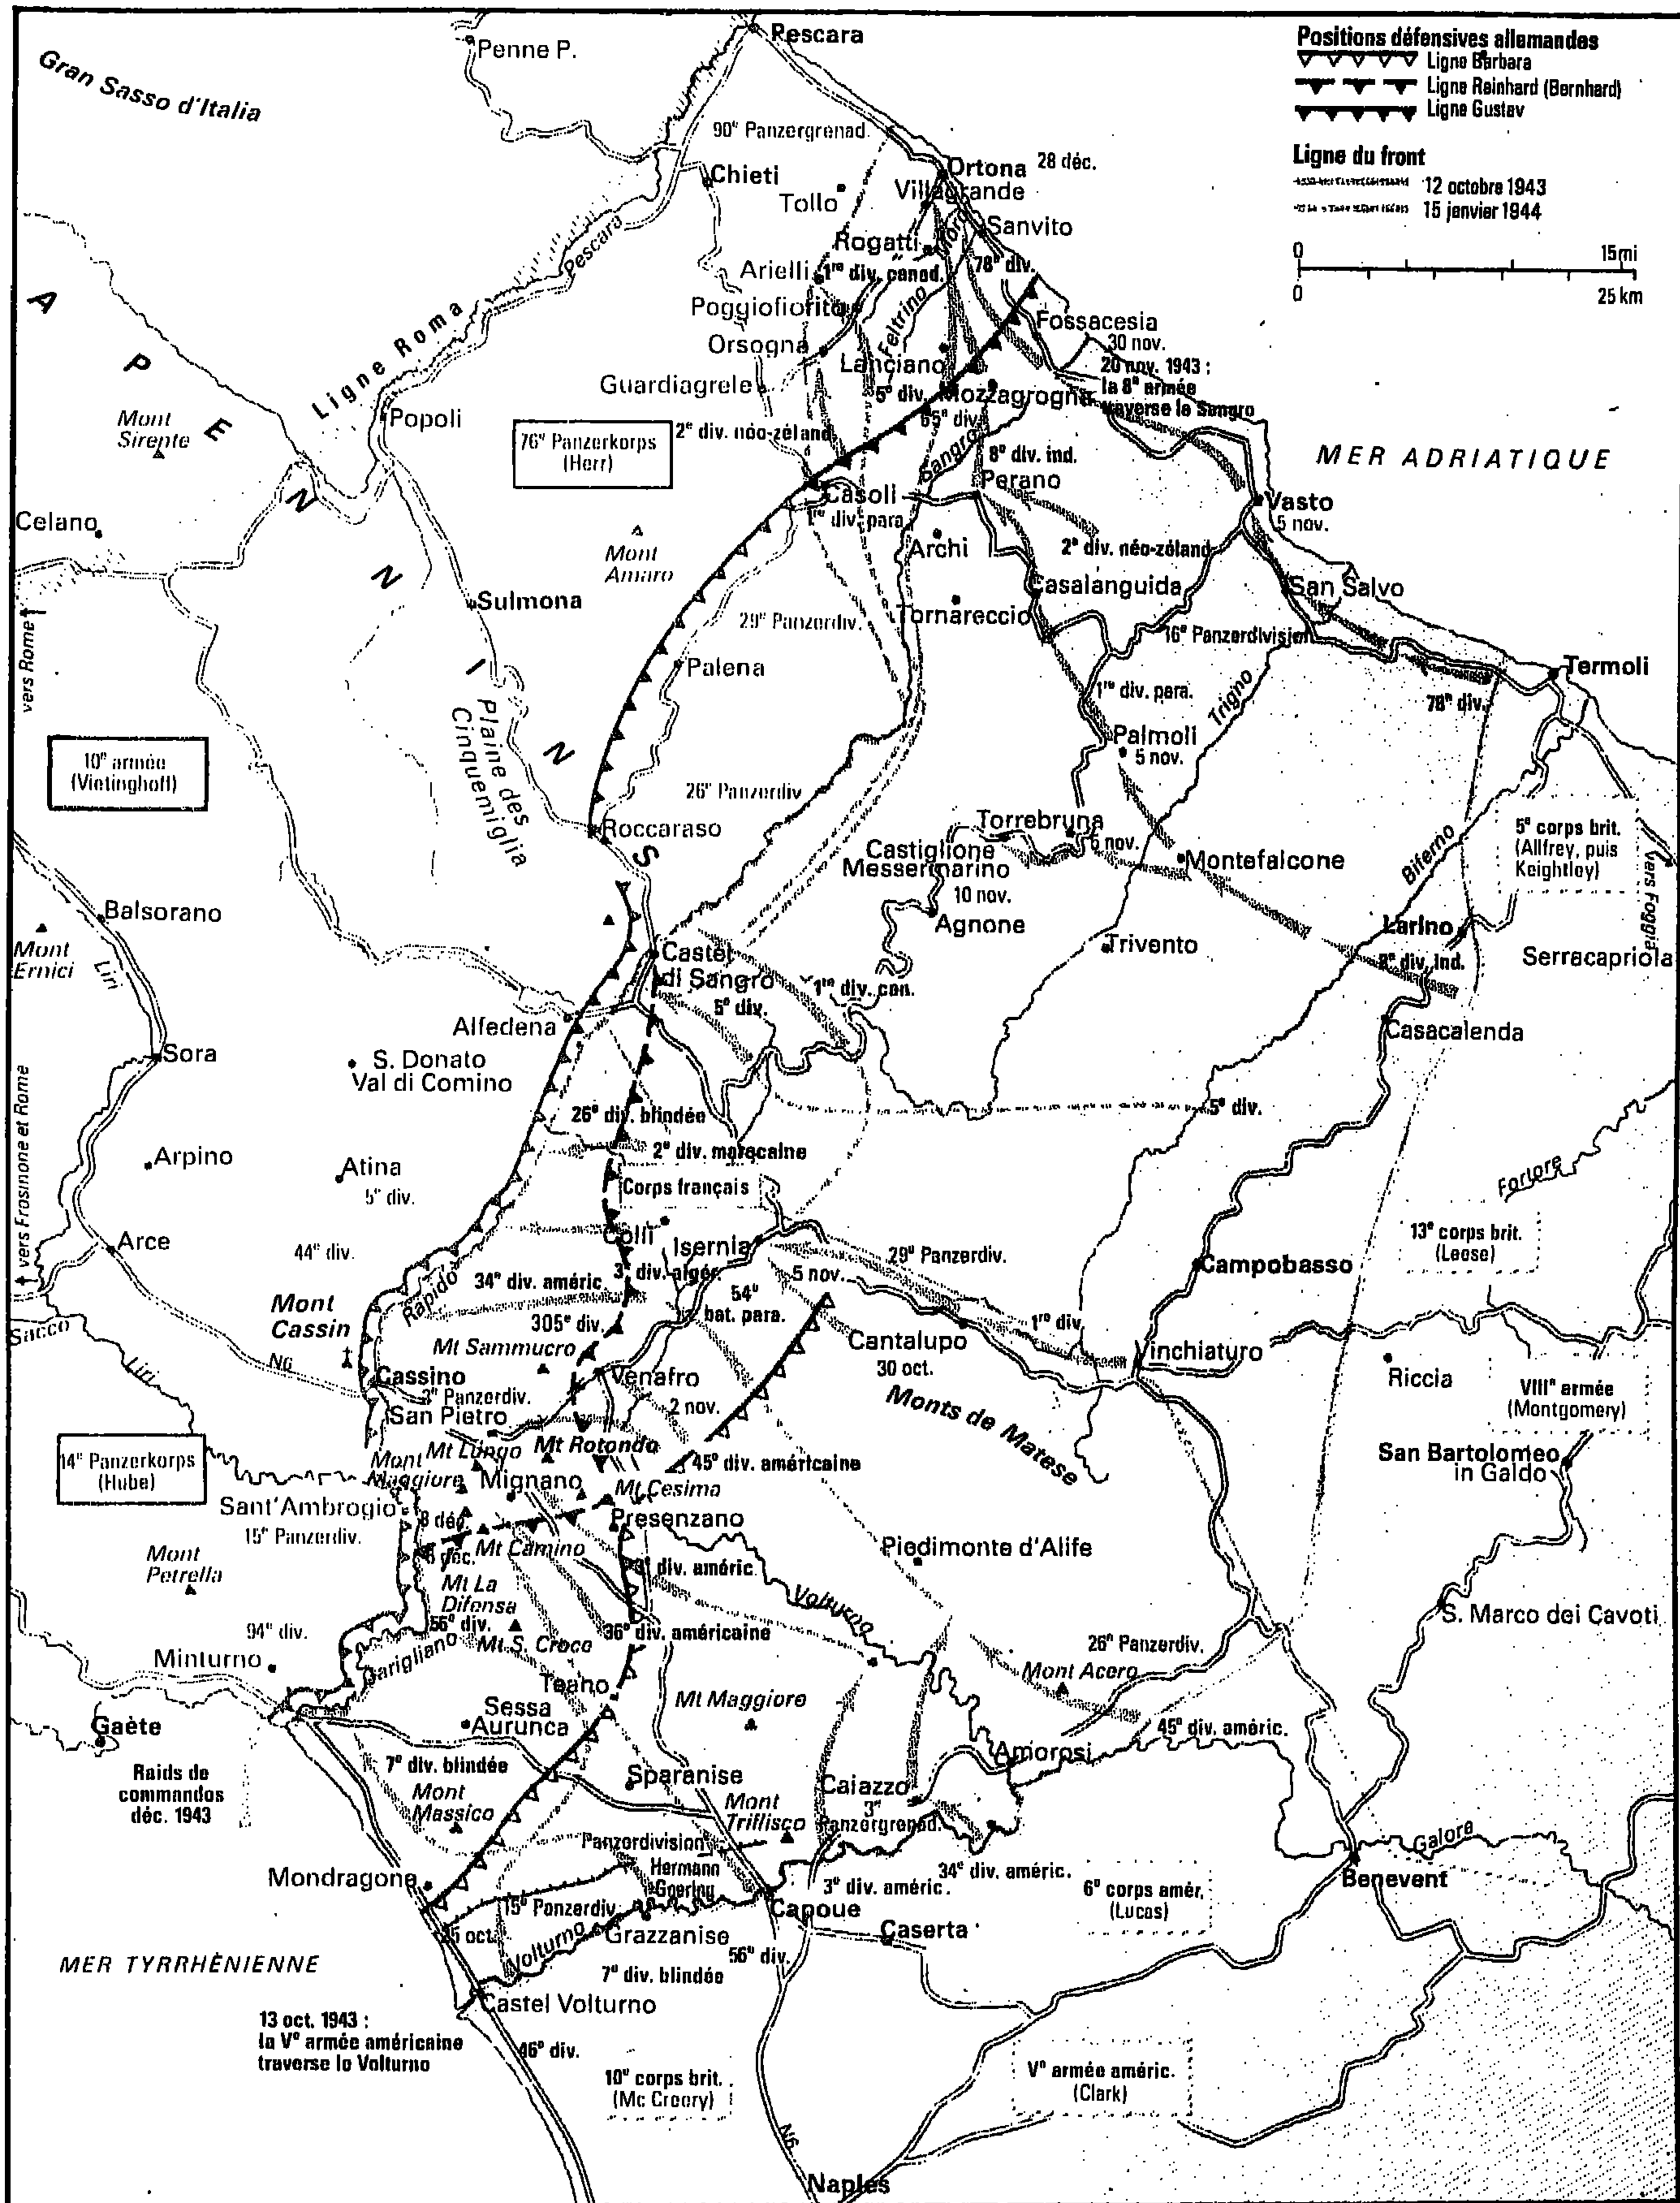 Positions défensives allemandes
Ligne Barbara
Ligne Reinhard (Bernhard)
Ligne Gustav
Ligne du front
12 octobre 1943
15 janvier 1944
0 15 mi
0 25 km
Pescara
Penne P.
Gran Sasso d'Italia
90e Panzergrenad.
Ortona 28 déc.
Chieti
Villagrande
Tollo
Sanvito
Rogatti
Moro
Pescara
Arielli
1re div. canad.
78e div.
Poggiofiorito
Feltrino
Fossacesia
30 nov.
Orsogna
Lanciano
20 nov. 1943 :
la 8e armée
traverse le Sangro
Ligne Roma
Guardiagrele
5e div.
Mozzagrogna
Popoli
Mont
Sirente
76e Panzerkorps
(Herr)
2e div. néo-zéland.
Sangro
8e div. ind.
MER ADRIATIQUE
APENNINS
Perano
Casoli
Vasto
5 nov.
Celano
1re div. para.
Archi
2e div. néo-zéland.
Mont
Amaro
Casalanguida
San Salvo
Sulmona
Tornareccio
29e Panzerdiv.
16e Panzerdivision
vers Rome
Palena
Termoli
1re div. para.
Trigno
78e div.
Plaine des
Cinquemiglia
Palmoli
5 nov.
10e armée
(Vietinghoff)
26e Panzerdiv.
Roccaraso
Torrebruna
6 nov.
5e corps brit.
(Allfrey, puis
Keightley)
Castiglione
Messermarino
10 nov.
Montefalcone
Biferno
vers Foggia
Balsorano
Agnone
Larino
Mont
Ernici
Liri
Trivento
Castel
di Sangro
8e div. ind.
Serracapriola
1re div. can.
5e div.
Alfedena
Casacalenda
Sora
S. Donato
Val di Comino
vers Frosinone et Rome
26e div. blindée
5e div.
2e div. marocaine
Arpino
Atina
5e div.
Corps français
Fortore
Colli
Isernia
13e corps brit.
(Leese)
Arce
44e div.
29e Panzerdiv.
3e div. algér.
Campobasso
34e div. améric.
5 nov.
Rapido
54e
bat. para.
Mont
Cassin
305e div.
1re div.
Sacco
Mt Sammucro
Cantalupo
30 oct.
Vinchiaturo
N6
Liri
Cassino
Venafro
Riccia
Panzerdiv.
San Pietro
2 nov.
Monts de Matese
VIIIe armée
(Montgomery)
Mt Lungo
Mt Rotondo
San Bartolomeo
in Galdo
14e Panzerkorps
(Hube)
Mont
Maggiore
45e div. américaine
Mignano
Mt Cesima
Sant'Ambrogio
Presenzano
15e Panzerdiv.
8 déc.
Mt Camino
Piedimonte d'Alife
Mont
Petrella
déc.
div. améric.
Mt La
Difensa
Volturno
S. Marco dei Cavoti
56e div.
36e div. américaine
94e div.
Mt S. Croce
26e Panzerdiv.
Minturno
Garigliano
Mont Acero
Teano
Mt Maggiore
Sessa
Aurunca
Gaète
45e div. améric.
7e div. blindée
Amorosi
Raids de
commandos
déc. 1943
Sparanise
Mont
Massico
Caiazzo
3e
Panzergrenad.
Mont
Triflisco
Panzerdivision
Hermann
Goering
Calore
Mondragone
34e div. améric.
Benevent
15e Panzerdiv.
3e div. améric.
6e corps amér.
(Lucas)
Capoue
oct.
Volturno
Grazzanise
Caserta
56e div.
MER TYRRHÉNIENNE
7e div. blindée
Castel Volturno
13 oct. 1943 :
la Ve armée américaine
traverse le Volturno
46e div.
10e corps brit.
(Mc Creery)
Ve armée améric.
(Clark)
N6
Naples